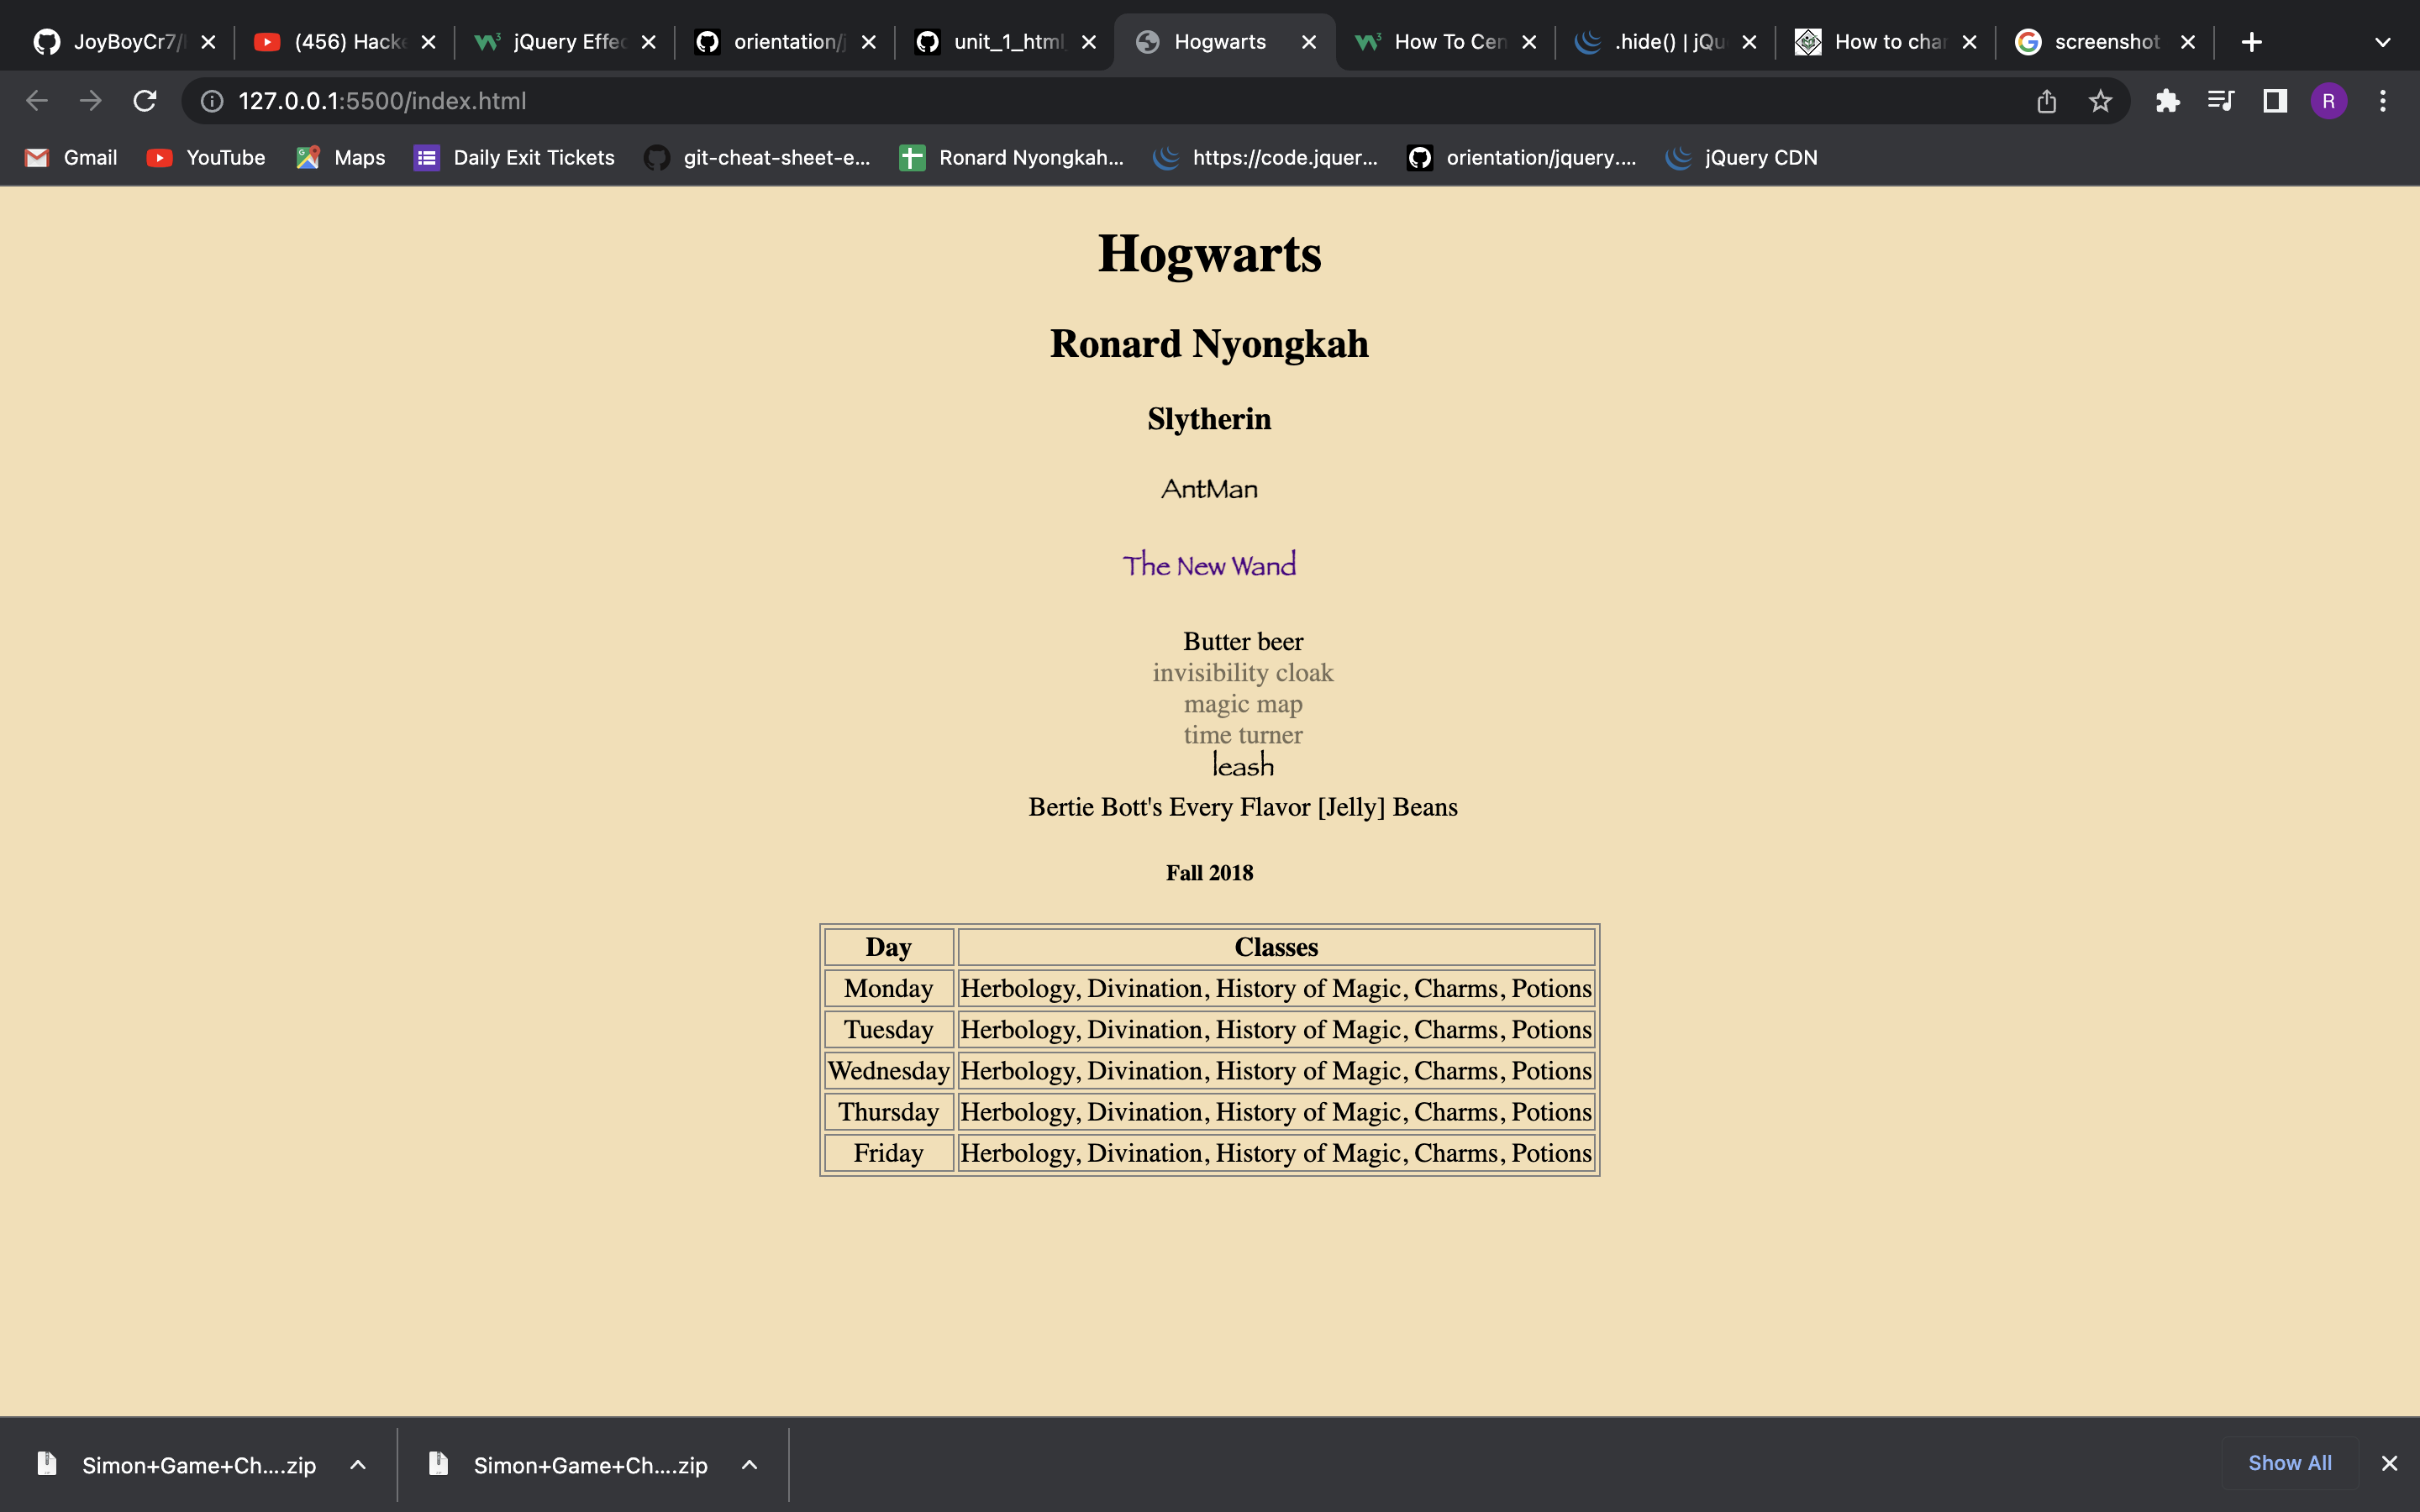 JoyBoyCr7/
(456) Hacke
jQuery Effec
orientation/j
unit_1_html
Hogwarts
How To Cen
.hide() | jQu
How to char
screenshot
127.0.0.1:5500/index.html
R
Gmail
YouTube
Maps
Daily Exit Tickets
git-cheat-sheet-e...
Ronard Nyongkah...
https://code.jquer...
orientation/jquery....
jQuery CDN
Hogwarts
Ronard Nyongkah
Slytherin
AntMan
The New Wand
Butter beer
invisibility cloak
magic map
time turner
leash
Bertie Bott's Every Flavor [Jelly] Beans
Fall 2018
Day Classes
Monday Herbology, Divination, History of Magic, Charms, Potions
Tuesday Herbology, Divination, History of Magic, Charms, Potions
Wednesday Herbology, Divination, History of Magic, Charms, Potions
Thursday Herbology, Divination, History of Magic, Charms, Potions
Friday Herbology, Divination, History of Magic, Charms, Potions
Simon+Game+Ch....zip
Simon+Game+Ch....zip
Show All